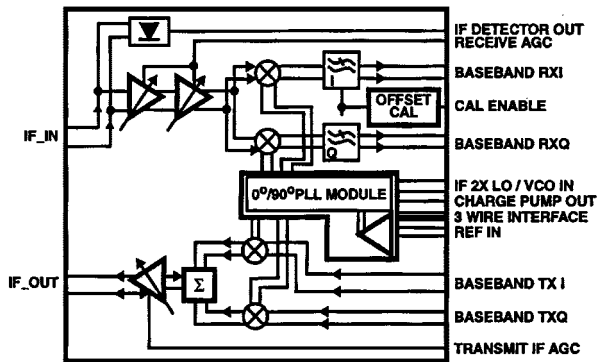 IF DETECTOR OUT
RECEIVE AGC
BASEBAND RXI
I
OFFSET
CAL
CAL ENABLE
IF_IN
BASEBAND RXQ
Q
IF 2X LO / VCO IN
0°/90°PLL MODULE
CHARGE PUMP OUT
3 WIRE INTERFACE
REF IN
IF_OUT
Σ
BASEBAND TX I
BASEBAND TXQ
TRANSMIT IF AGC